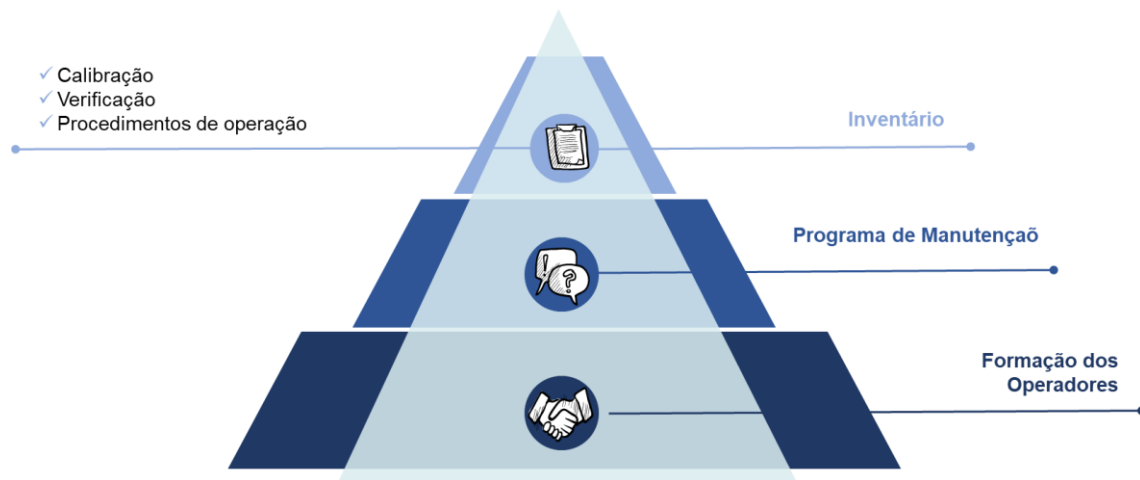 Calibração
Verificação
Procedimentos de operação
Inventário
Programa de Manutençaõ
Formação dos
Operadores